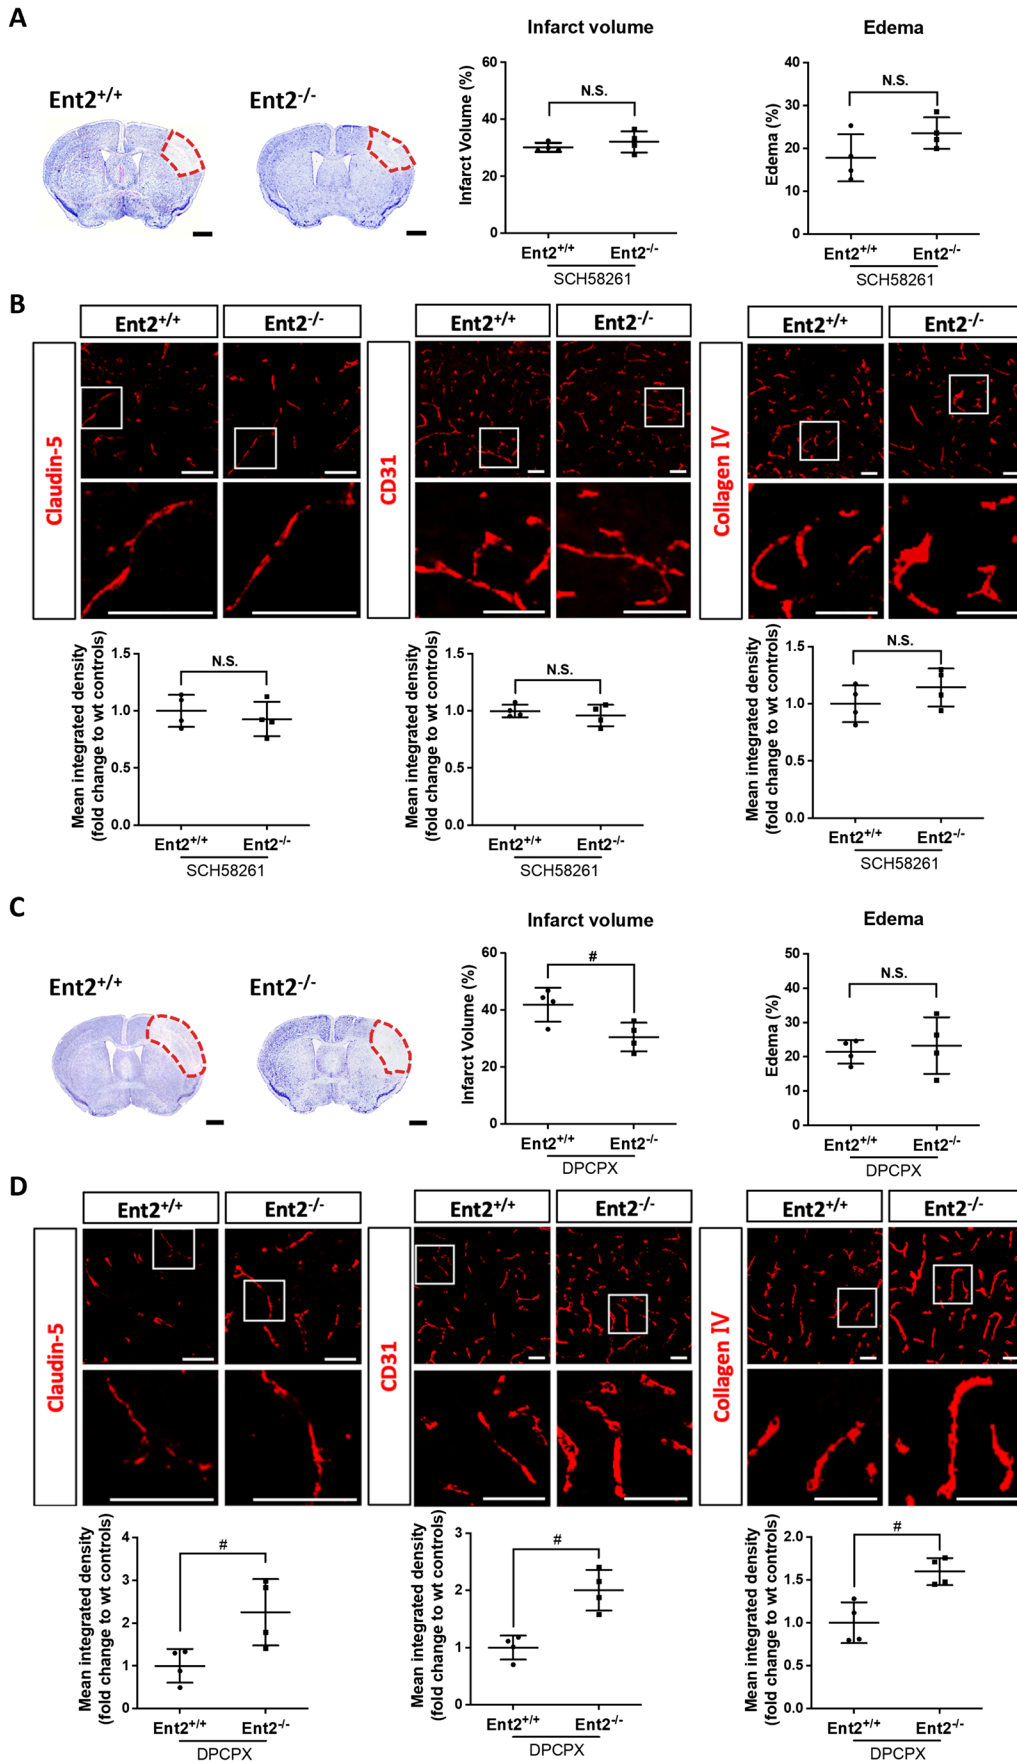 A
Infarct volume
Edema
Ent2+/+
Ent2-/-
Infarct Volume (%)
60
40
20
0
N.S.
Ent2+/+
Ent2-/-
SCH58261
Edema (%)
40
30
20
10
0
N.S.
Ent2+/+
Ent2-/-
SCH58261
B
Ent2+/+
Ent2-/-
Claudin-5
Ent2+/+
Ent2-/-
CD31
Ent2+/+
Ent2-/-
Collagen IV
Mean integrated density
(fold change to wt controls)
1.5
1.0
0.5
0.0
N.S.
Ent2+/+
Ent2-/-
SCH58261
Mean integrated density
(fold change to wt controls)
1.5
1.0
0.5
0.0
N.S.
Ent2+/+
Ent2-/-
SCH58261
Mean integrated density
(fold change to wt controls)
1.5
1.0
0.5
0.0
N.S.
Ent2+/+
Ent2-/-
SCH58261
C
Infarct volume
Edema
Ent2+/+
Ent2-/-
Infarct Volume (%)
60
40
20
0
#
Ent2+/+
Ent2-/-
DPCPX
Edema (%)
50
40
30
20
10
0
N.S.
Ent2+/+
Ent2-/-
DPCPX
D
Ent2+/+
Ent2-/-
Claudin-5
Ent2+/+
Ent2-/-
CD31
Ent2+/+
Ent2-/-
Collagen IV
Mean integrated density
(fold change to wt controls)
4
3
2
1
0
#
Ent2+/+
Ent2-/-
DPCPX
Mean integrated density
(fold change to wt controls)
3
2
1
0
#
Ent2+/+
Ent2-/-
DPCPX
Mean integrated density
(fold change to wt controls)
2.0
1.5
1.0
0.5
0.0
#
Ent2+/+
Ent2-/-
DPCPX